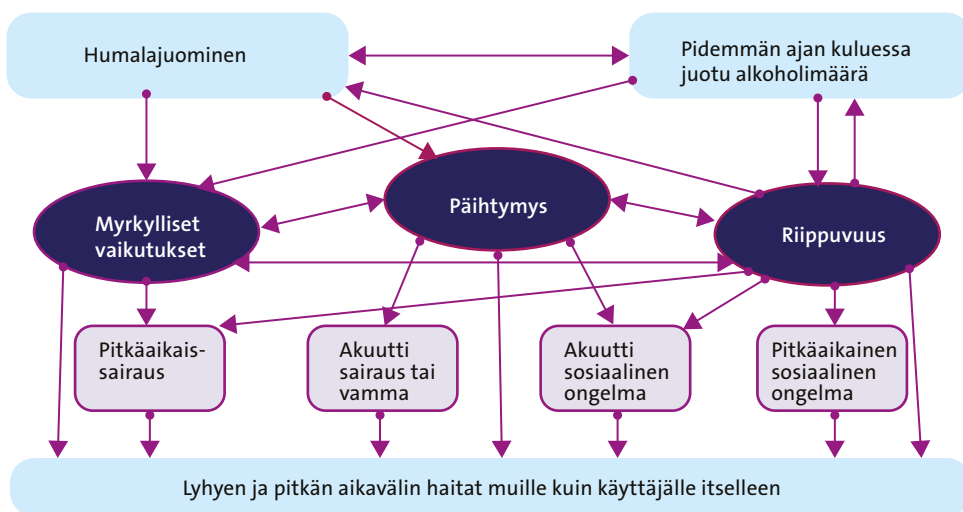 Humalajuominen
Pidemmän ajan kuluessa
juotu alkoholimäärä
Myrkylliset
vaikutukset
Päihtymys
Riippuvuus
Pitkäaikais-
sairaus
Akuutti
sairaus tai
vamma
Akuutti
sosiaalinen
ongelma
Pitkäaikainen
sosiaalinen
ongelma
Lyhyen ja pitkän aikavälin haitat muille kuin käyttäjälle itselleen